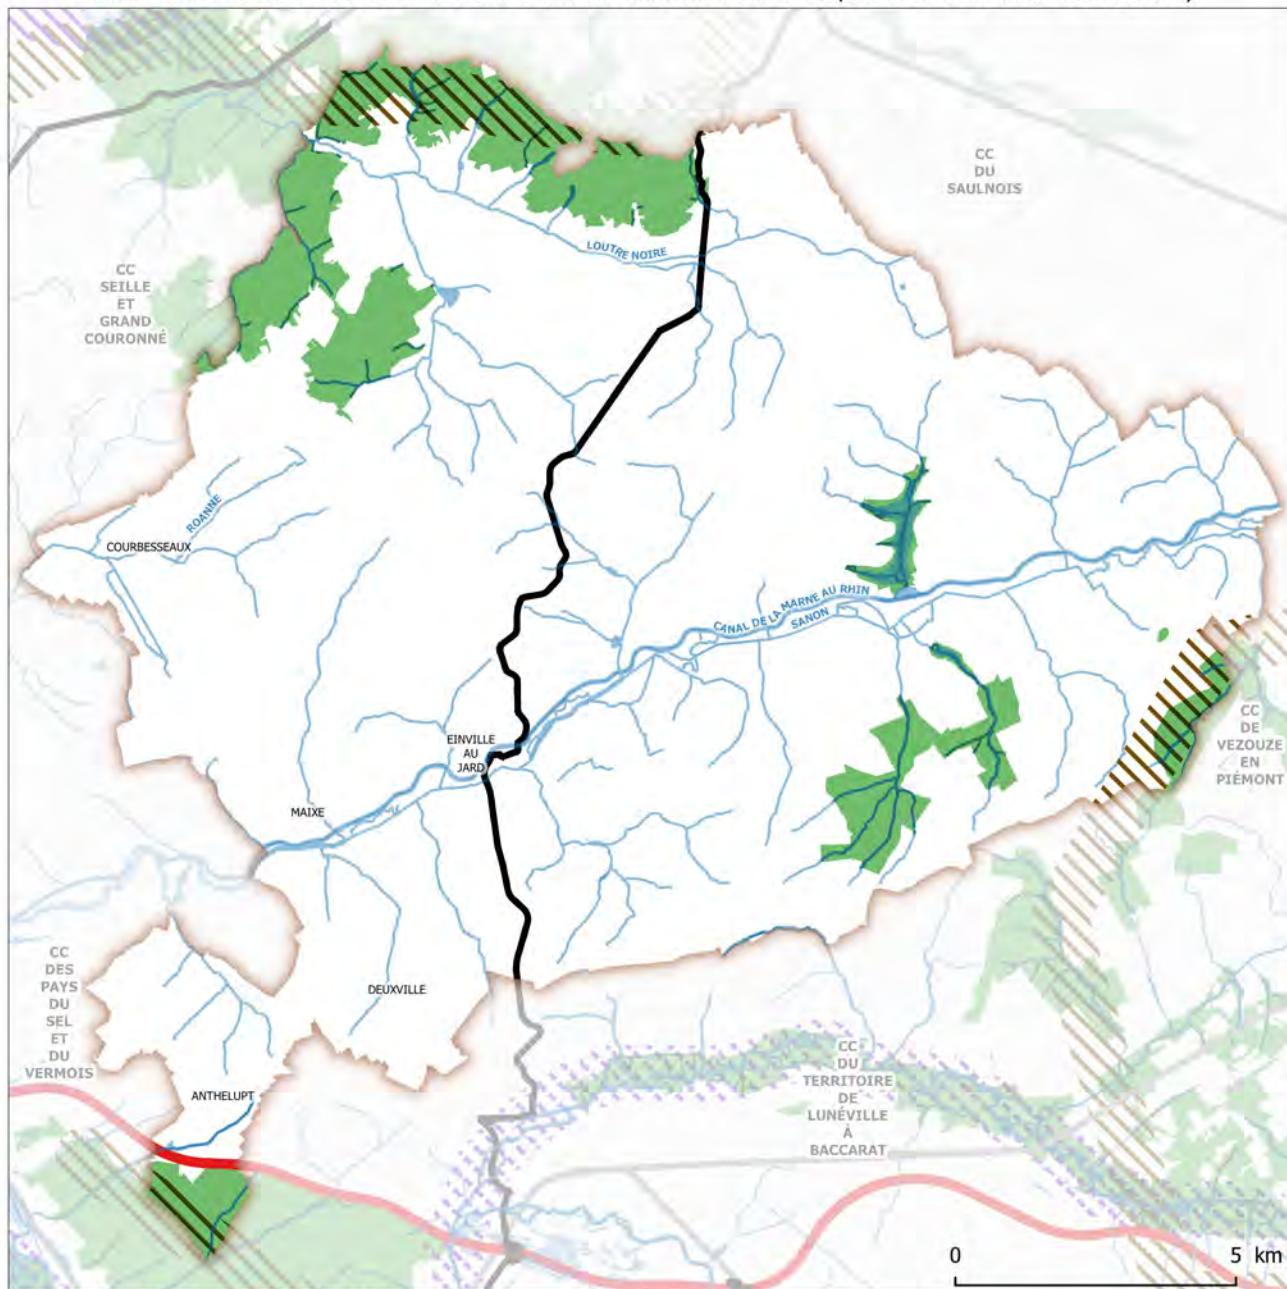 CC
DU
SAULNOIS
LOUTRE NOIRE
CC
SEILLE
ET
GRAND
COURONNÉ
ROANNE
COURBESSEAUX
CANAL DE LA MARNE AU RHIN
SANON
EINVILLE
AU
JARD
CC
DE
VEZOUZE
EN
PIÉMONT
MAIXE
CC
DES
PAYS
DU
SEL
ET
DU
VERMOIS
DEUXVILLE
CC
DU
TERRITOIRE
DE
LUNÉVILLE
À
BACCARAT
ANTHELUPT
0 5 km